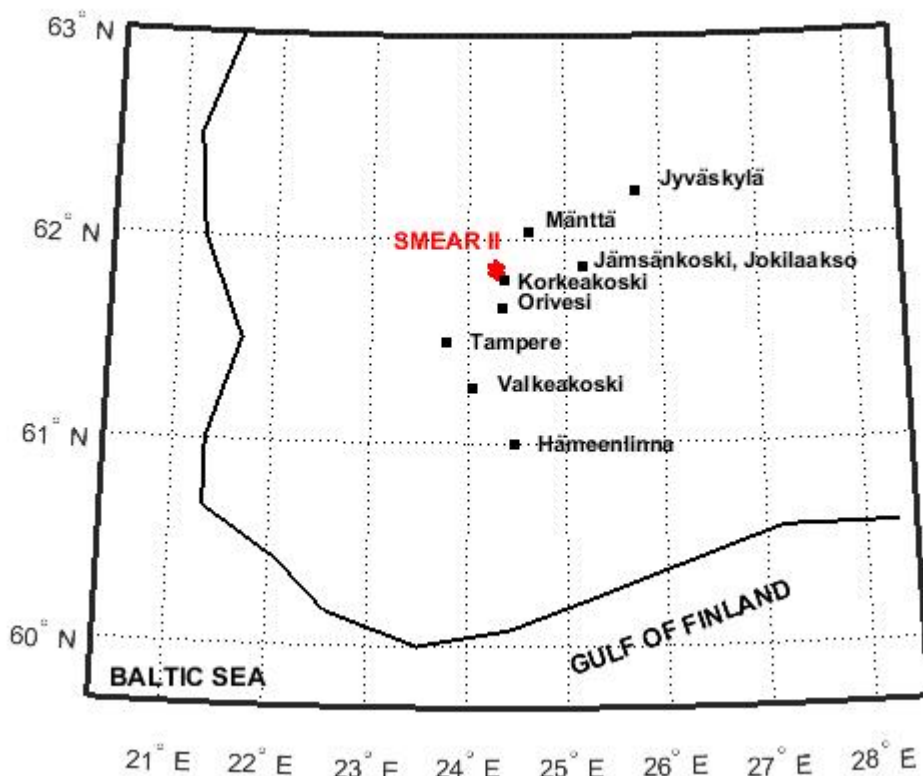 63° N
Jyväskylä
Mänttä
62° N
SMEAR II
Jämsänkoski, Jokilaakso
Korkeakoski
Orivesi
Tampere
Valkeakoski
61° N
Hämeenlinna
60° N
GULF OF FINLAND
BALTIC SEA
21° E 22° E 23° E 24° E 25° E 26° E 27° E 28° E